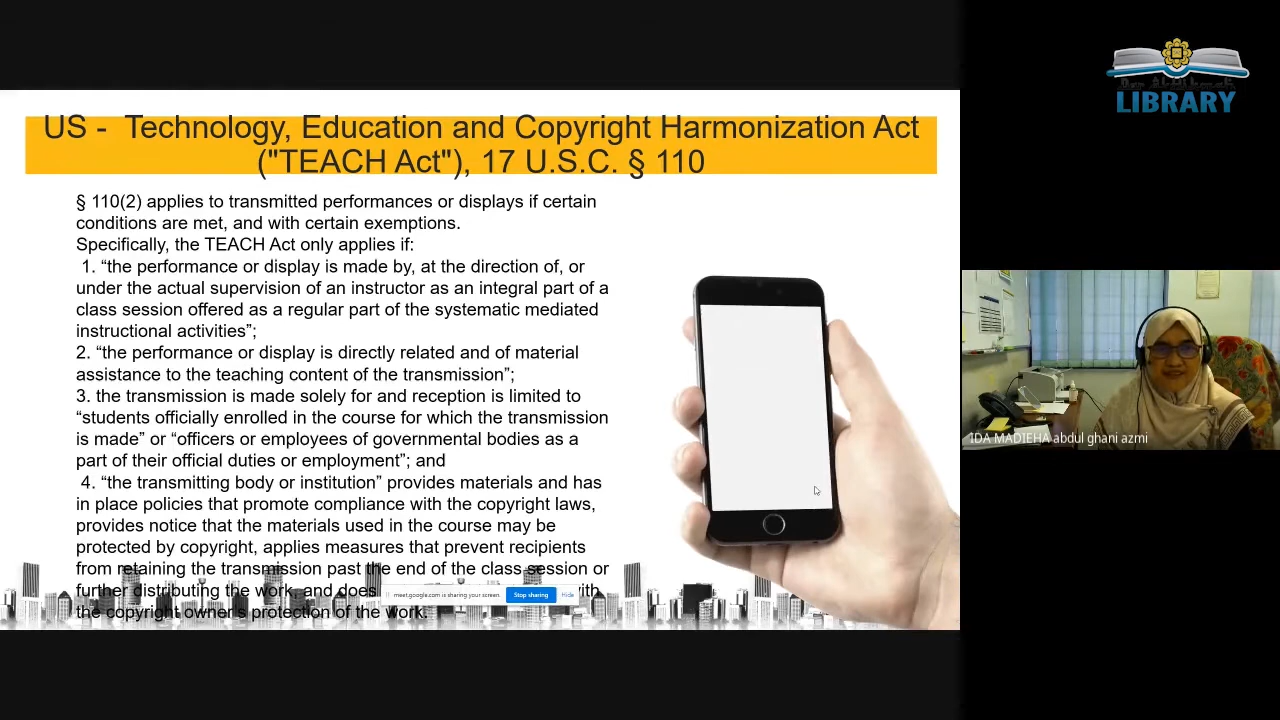 US - Technology, Education and Copyright Harmonization Act
("TEACH Act"), 17 U.S.C. § 110
§ 110(2) applies to transmitted performances or displays if certain
conditions are met, and with certain exemptions.
Specifically, the TEACH Act only applies if:
1. “the performance or display is made by, at the direction of, or
under the actual supervision of an instructor as an integral part of a
class session offered as a regular part of the systematic mediated
instructional activities”;
2. “the performance or display is directly related and of material
assistance to the teaching content of the transmission”;
3. the transmission is made solely for and reception is limited to
“students officially enrolled in the course for which the transmission
is made” or “officers or employees of governmental bodies as a
part of their official duties or employment”; and
4. “the transmitting body or institution” provides materials and has
in place policies that promote compliance with the copyright laws,
provides notice that the materials used in the course may be
protected by copyright, applies measures that prevent recipients
from retaining the transmission past the end of the class session or
further distributing the work, and does
the copyright owner's protection of the work.
meet.google.com is sharing your screen.
Stop sharing
Hide
LIBRARY
IDA MADIEHA abdul ghani azmi